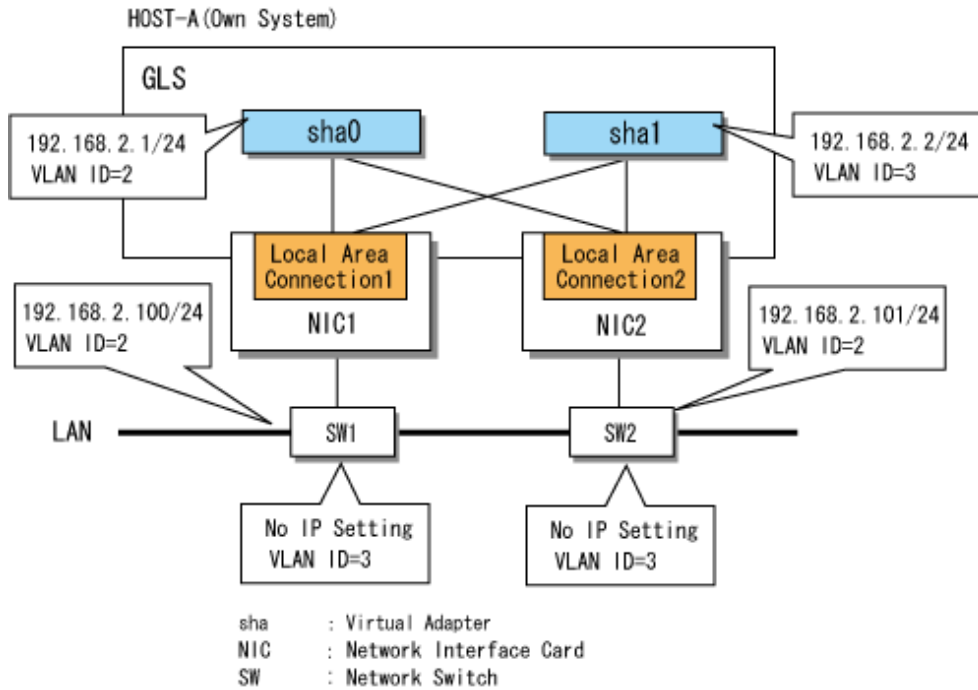 HOST-A(Own System)
GLS
sha0
sha1
192.168.2.1/24
VLAN ID=2
192.168.2.2/24
VLAN ID=3
Local Area
Connection1
NIC1
Local Area
Connection2
NIC2
192.168.2.100/24
VLAN ID=2
192.168.2.101/24
VLAN ID=2
LAN
SW1
SW2
No IP Setting
VLAN ID=3
No IP Setting
VLAN ID=3
sha : Virtual Adapter
NIC : Network Interface Card
SW : Network Switch